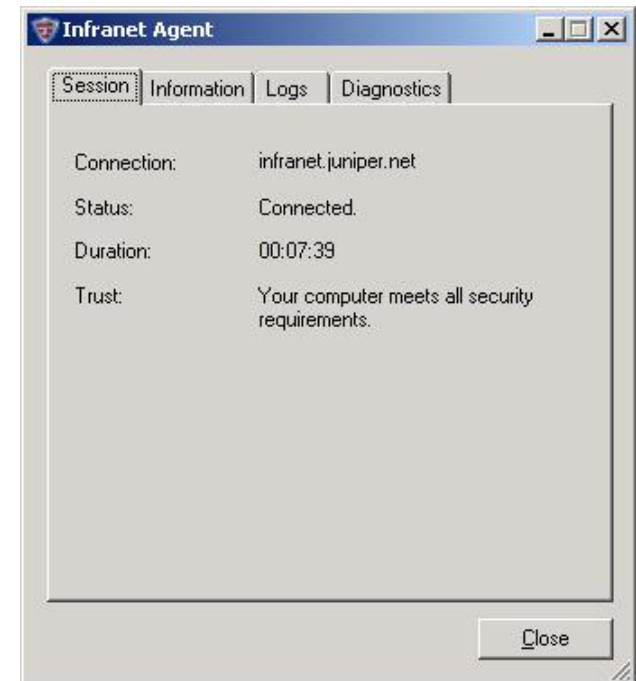 Infranet Agent
Session Information Logs Diagnostics
Connection: infranet.juniper.net
Status: Connected.
Duration: 00:07:39
Trust: Your computer meets all security
requirements.
Close